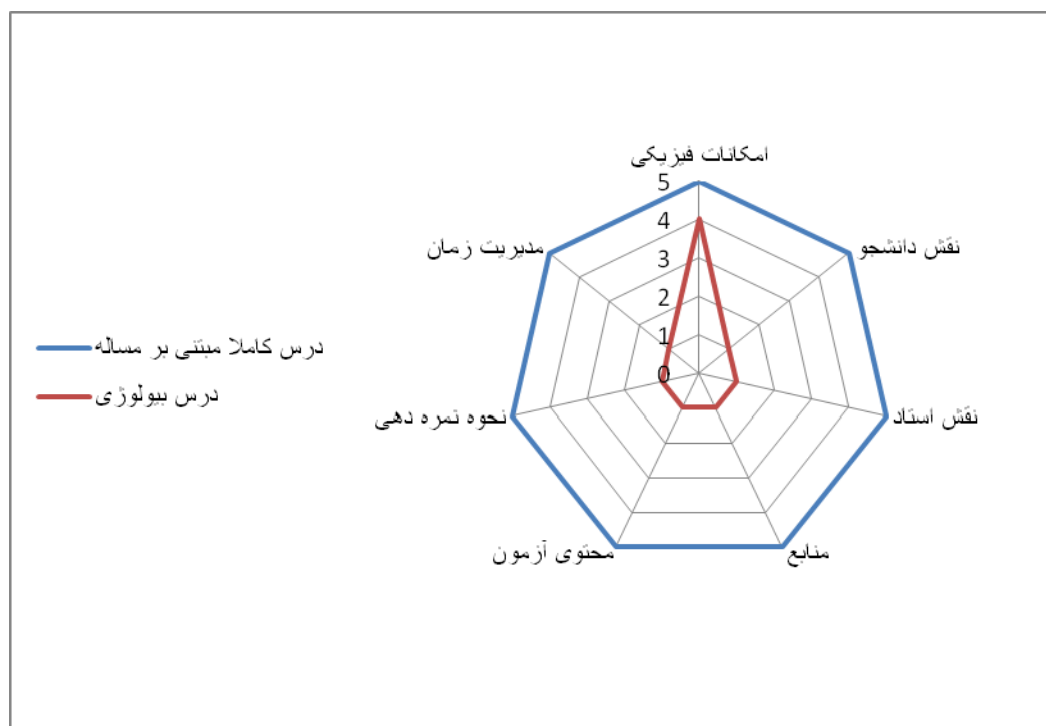 امکانات فیزیکی
5
4
3
2
1
0
نقش دانشجو
نقش استاد
منابع
محتوی آزمون
نحوه نمره دهی
مدیریت زمان
درس کاملا مبتنی بر مساله
درس بیولوژی